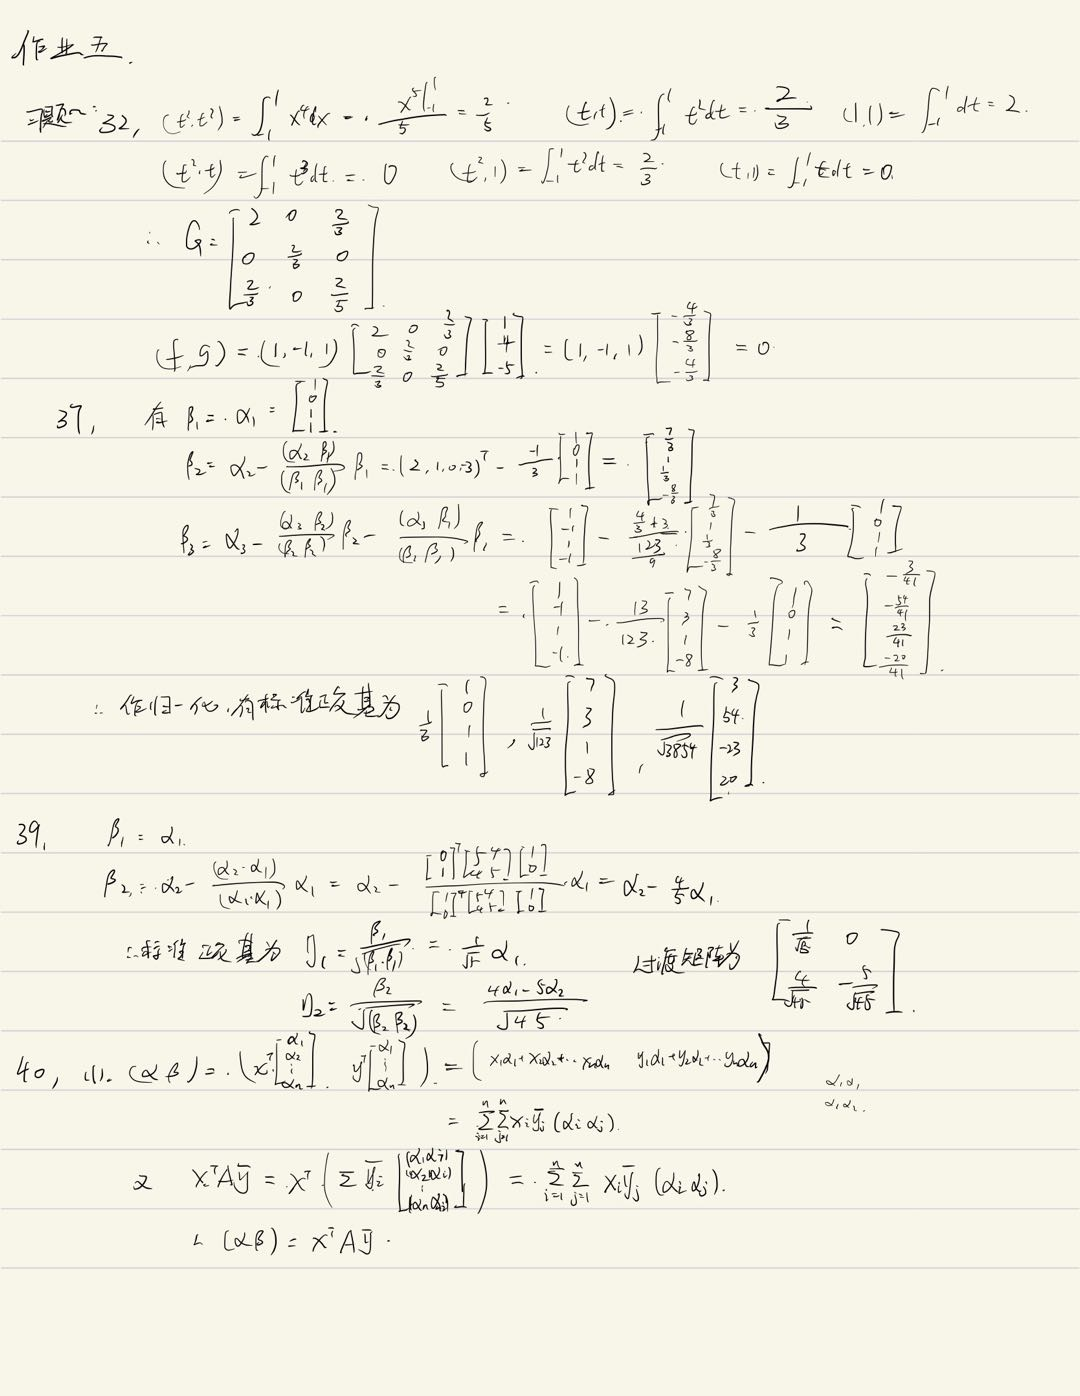 作业五.
习题一: 32, (t²,t²) = ∫₋₁¹ x⁴dx = x⁵/5|₋₁¹ = 2/5. (t,t) = ∫₋₁¹ t²dt = 2/3 (1,1) = ∫₋₁¹ dt = 2.
(t²,t) = ∫₋₁¹ t³dt = 0 (t²,1) = ∫₋₁¹ t²dt = 2/3. (t,1) = ∫₋₁¹ tdt = 0.
∴ G = [2 0 2/3; 0 2/3 0; 2/3 0 2/5].
(f,g) = (1,-1,1) [2 0 2/3; 0 2/3 0; 2/3 0 2/5] [1; 4; -5] = (1,-1,1) [-4/3; -8/3; -4/3] = 0.
37, 有 β₁ = α₁ = [1; 0; 1; 1].
β₂ = α₂ - (α₂ β₁)/(β₁ β₁) β₁ = (2,1,0,-3)ᵀ - -1/3 [1; 0; 1; 1] = [7/3; 1; 1/3; -8/3]
β₃ = α₃ - (α₃ β₂)/(β₂ β₂) β₂ - (α₃ β₁)/(β₁ β₁) β₁ = [1; -1; 1; -1] - (4/3+3)/(123/9) · [7/3; 1; 1/3; -8/3] - 1/3 [1; 0; 1; 1]
= [1; -1; 1; -1] - 13/123 [7; 3; 1; -8] - 1/3 [1; 0; 1; 1] = [-3/41; -54/41; 23/41; -20/41].
∴ 作归一化,有标准正交基为 1/3 [1; 0; 1; 1], 1/√123 [7; 3; 1; -8], 1/√3854 [3; 54; -23; 20].
39, β₁ = α₁.
β₂ = α₂ - (α₂·α₁)/(α₁·α₁) α₁ = α₂ - ([0; 1]ᵀ[5 4; 4 5][1; 0])/([1; 0]ᵀ[5 4; 4 5][1; 0]) · α₁ = α₂ - 4/5 α₁.
∴标准正交基为 η₁ = β₁/√(β₁·β₁) = 1/√5 α₁. 过渡矩阵为 [1/√5 0; 4/√45 -5/√45].
η₂ = β₂/√(β₂ β₂) = (4α₁-5α₂)/√45.
40, (1). (α β) = (xᵀ[α₁; α₂; ⋮; αₙ]. yᵀ[α₁; ⋮; αₙ]) = (x₁α₁+x₂α₂+…xₙαₙ y₁α₁+y₂α₂+…yₙαₙ)
α₁α₁
α₁α₂.
= Σᵢ₌₁ⁿ Σⱼ₌₁ⁿ xᵢȳⱼ (αᵢ αⱼ).
又 xᵀAȳ = xᵀ (Σ ȳᵢ [(α₁αᵢ); (α₂αᵢ); ⋮; (αₙαᵢ)]) = Σᵢ₌₁ⁿ Σⱼ₌₁ⁿ xᵢȳⱼ (αᵢ αⱼ).
∴ (αβ) = xᵀAȳ.